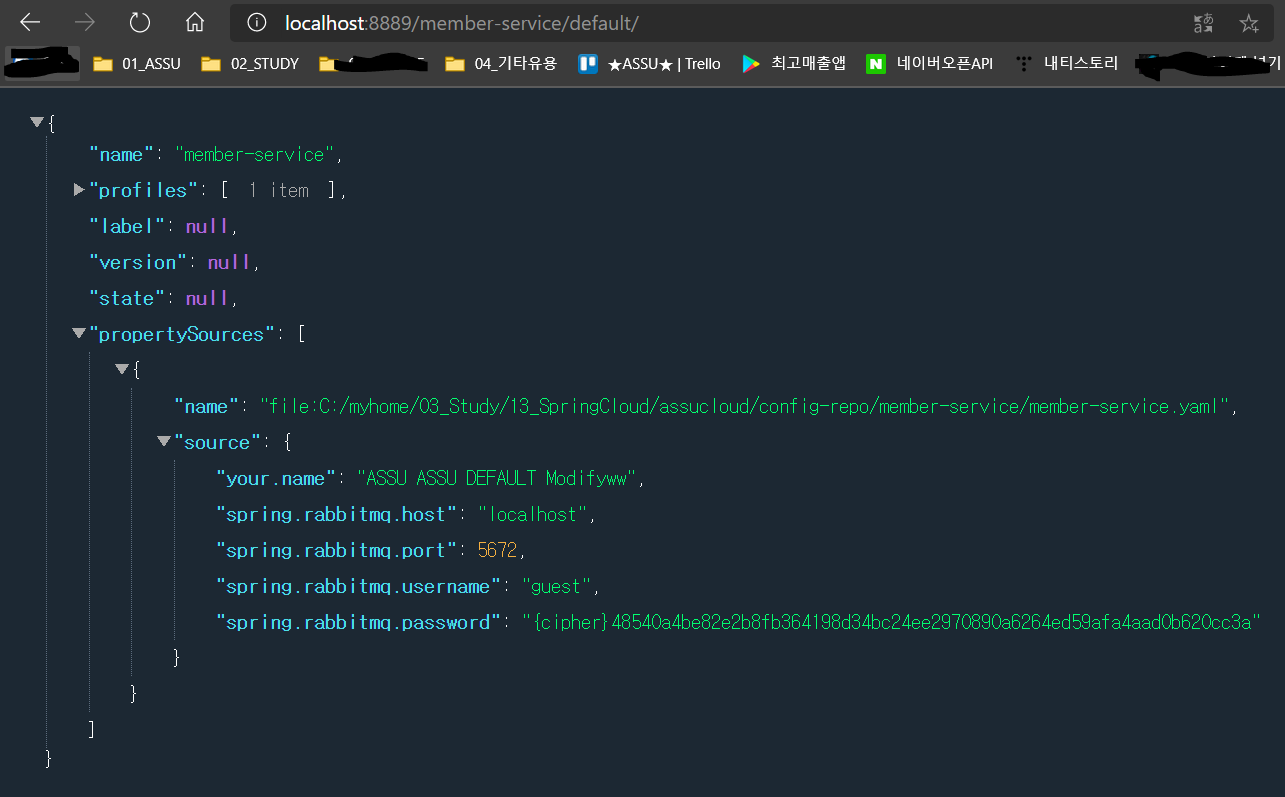 localhost:8889/member-service/default/
01_ASSU 02_STUDY 04_기타유용 ★ASSU★ | Trello 최고매출앱 네이버오픈API 내티스토리
{
"name": "member-service",
"profiles": [ 1 item ],
"label": null,
"version": null,
"state": null,
"propertySources": [
{
"name": "file:C:/myhome/03_Study/13_SpringCloud/assucloud/config-repo/member-service/member-service.yaml",
"source": {
"your.name": "ASSU ASSU DEFAULT Modifyww",
"spring.rabbitmq.host": "localhost",
"spring.rabbitmq.port": 5672,
"spring.rabbitmq.username": "guest",
"spring.rabbitmq.password": "{cipher}48540a4be82e2b8fb364198d34bc24ee2970890a6264ed59afa4aad0b620cc3a"
}
}
]
}